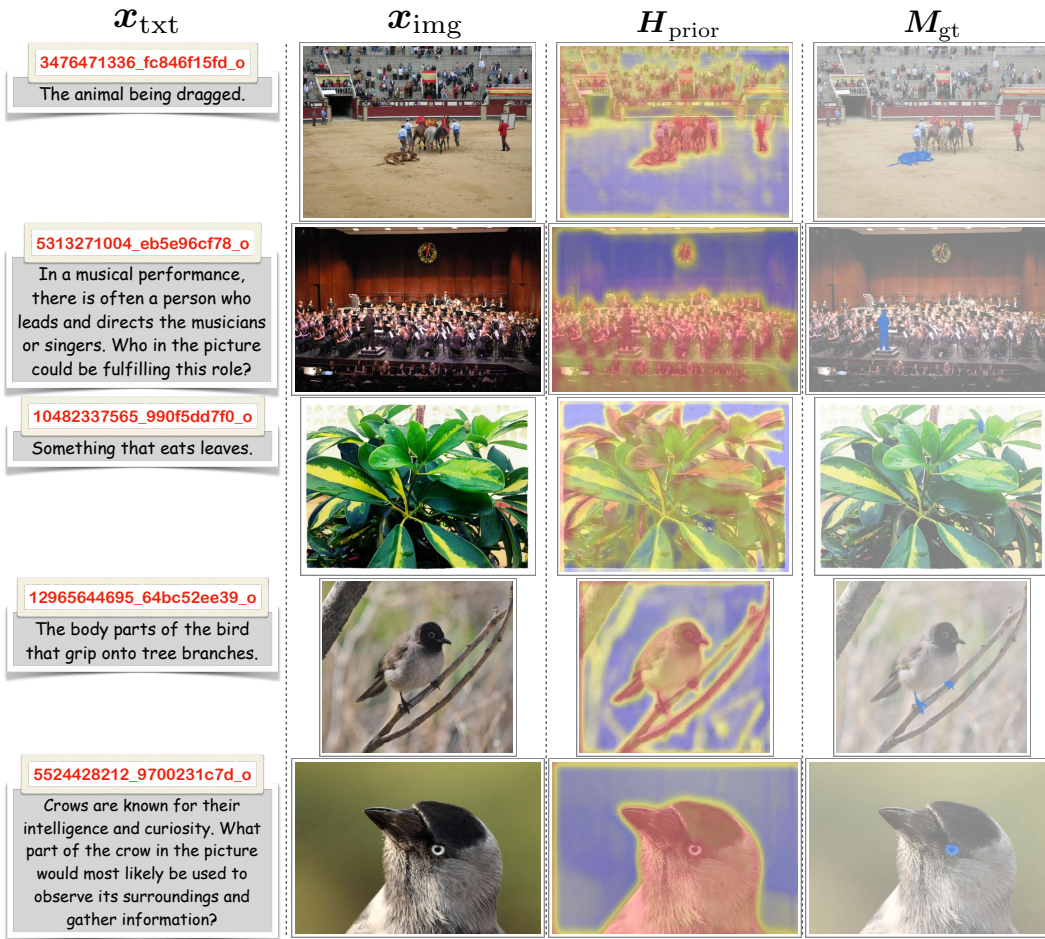 x_txt x_img H_prior M_gt
3476471336_fc846f15fd_o
The animal being dragged.
5313271004_eb5e96cf78_o
In a musical performance,
there is often a person who
leads and directs the musicians
or singers. Who in the picture
could be fulfilling this role?
10482337565_990f5dd7f0_o
Something that eats leaves.
12965644695_64bc52ee39_o
The body parts of the bird
that grip onto tree branches.
5524428212_9700231c7d_o
Crows are known for their
intelligence and curiosity. What
part of the crow in the picture
would most likely be used to
observe its surroundings and
gather information?